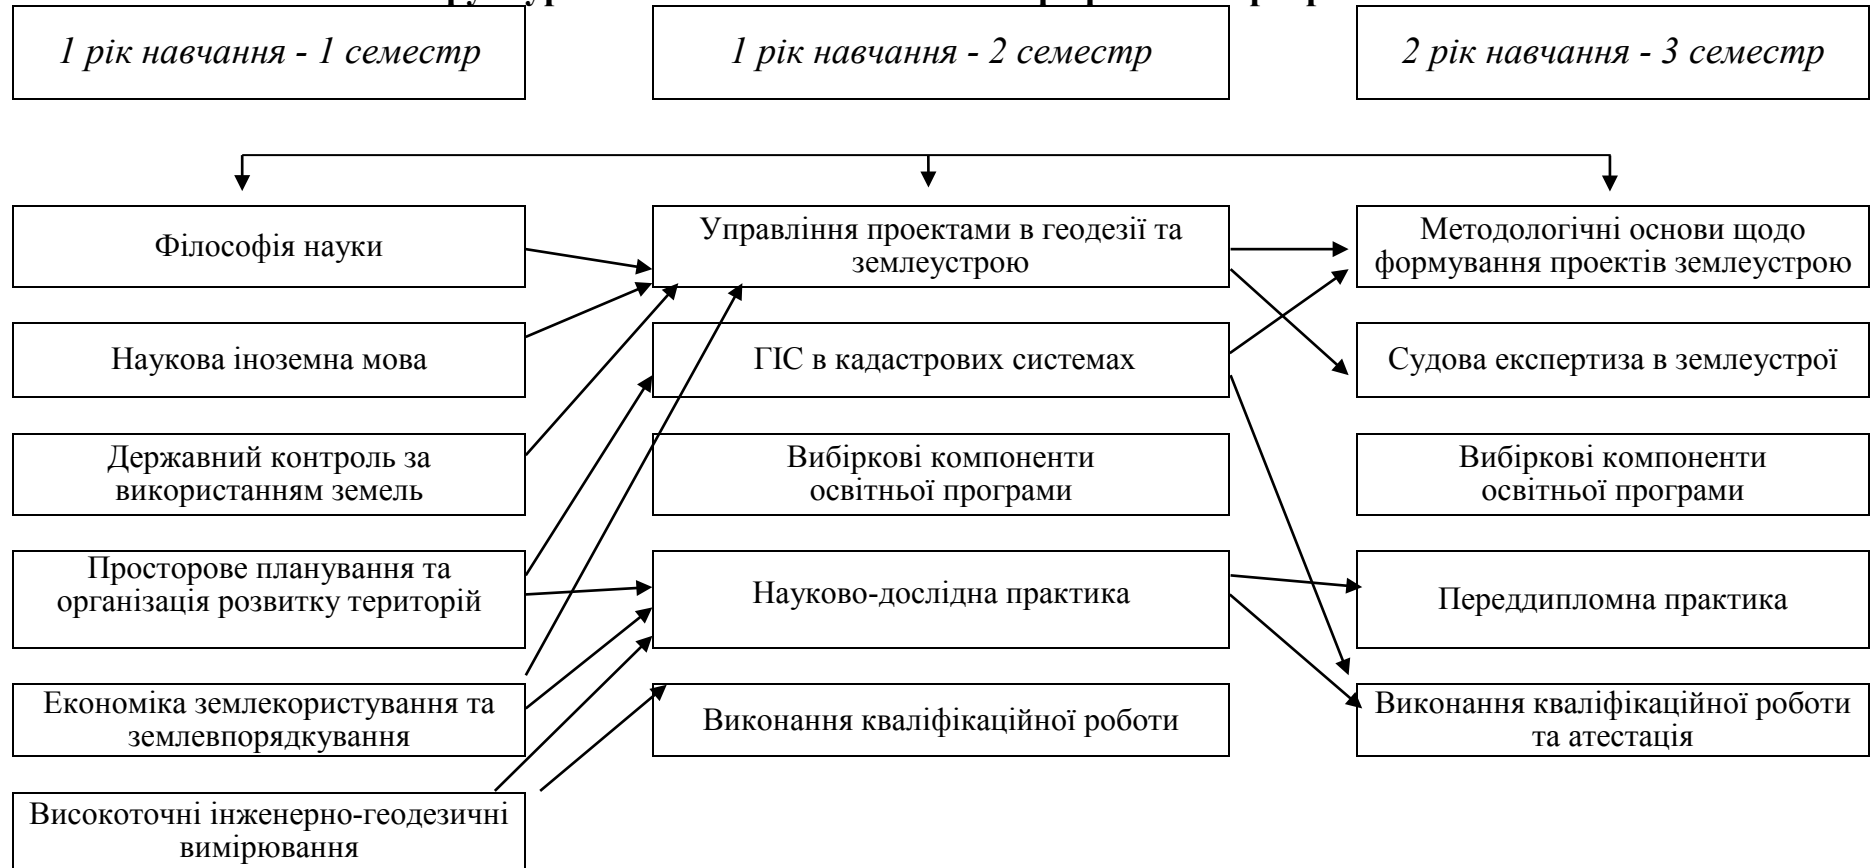 1 рік навчання - 1 семестр
1 рік навчання - 2 семестр
2 рік навчання - 3 семестр
Філософія науки
Управління проектами в геодезії та
землеустрою
Методологічні основи щодо
формування проектів землеустрою
Наукова іноземна мова
ГІС в кадастрових системах
Судова експертиза в землеустрої
Державний контроль за
використанням земель
Вибіркові компоненти
освітньої програми
Вибіркові компоненти
освітньої програми
Просторове планування та
організація розвитку територій
Науково-дослідна практика
Переддипломна практика
Економіка землекористування та
землевпорядкування
Виконання кваліфікаційної роботи
Виконання кваліфікаційної роботи
та атестація
Високоточні інженерно-геодезичні
вимірювання